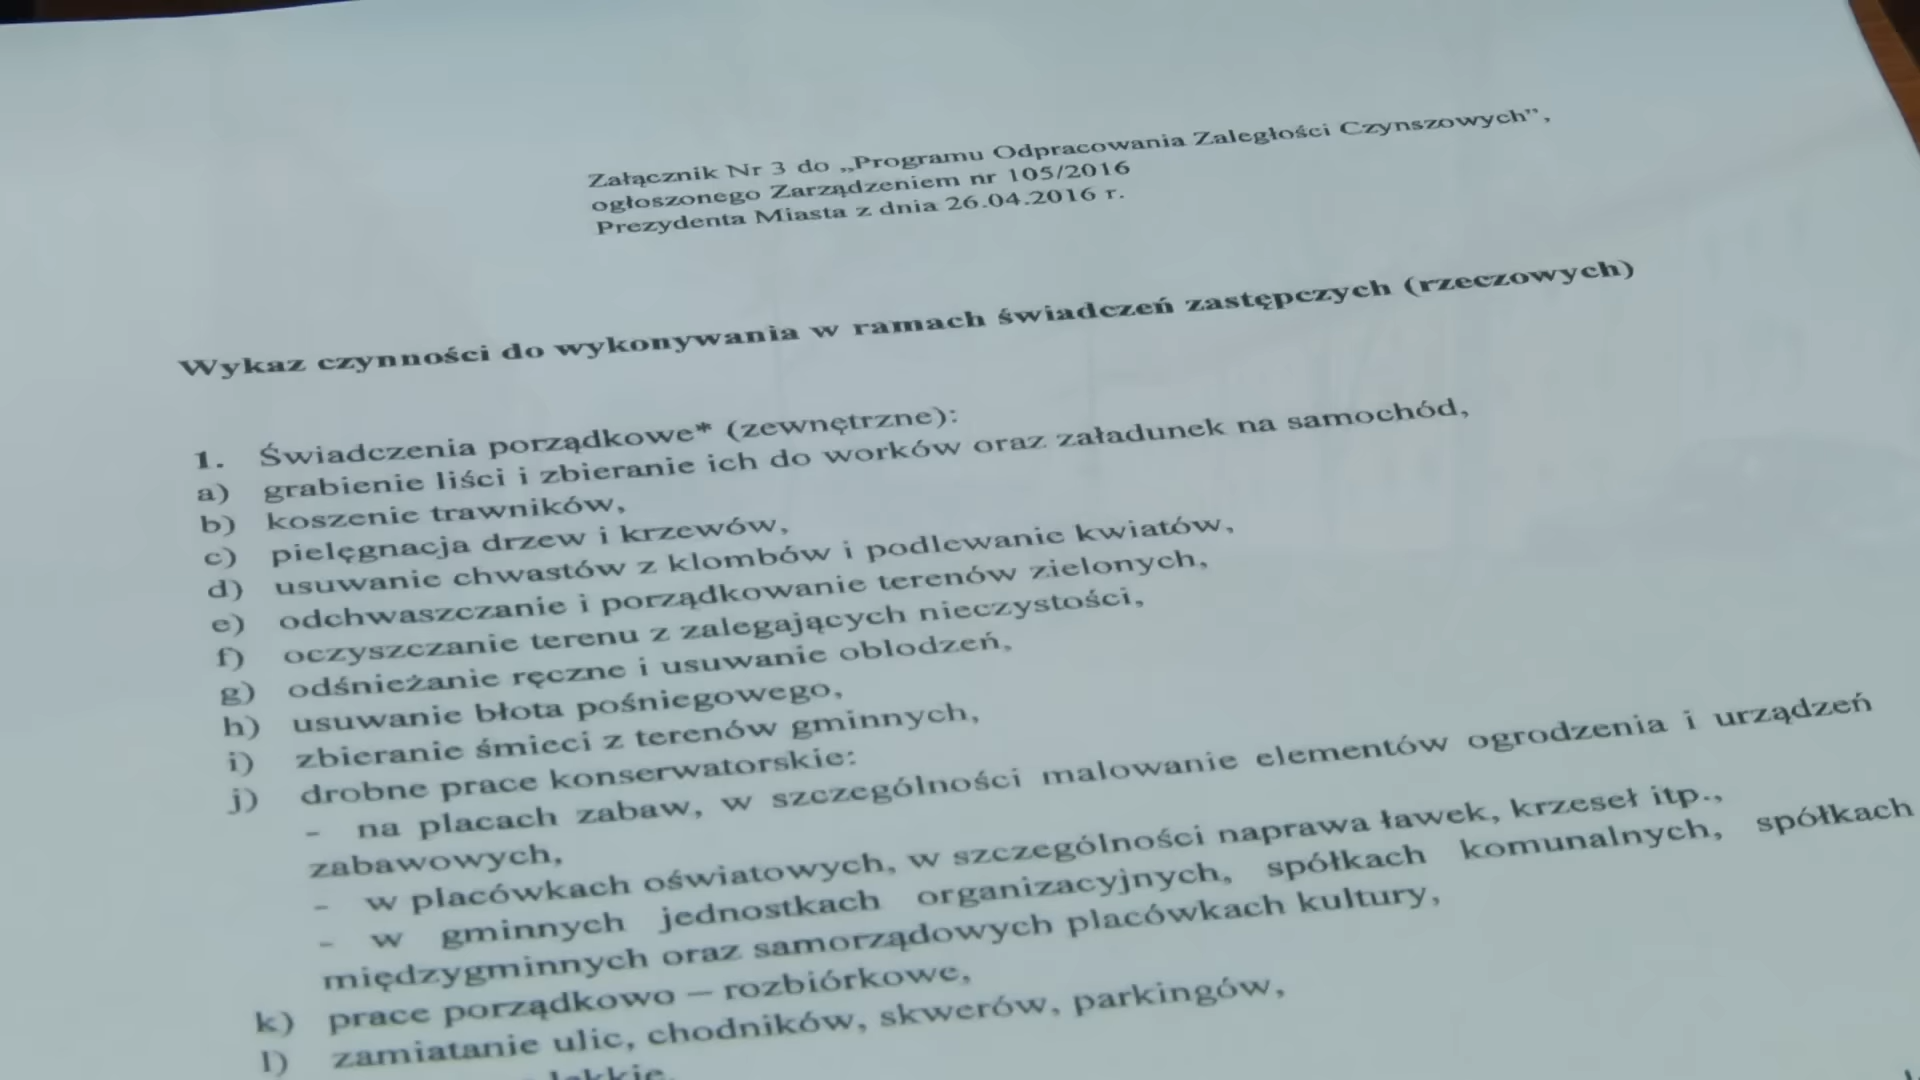 Załącznik Nr 3 do „Programu Odpracowania Zaległości Czynszowych”,
ogłoszonego Zarządzeniem nr 105/2016
Prezydenta Miasta z dnia 26.04.2016 r.
Wykaz czynności do wykonywania w ramach świadczeń zastępczych (rzeczowych)
1. Świadczenia porządkowe* (zewnętrzne):
a) grabienie liści i zbieranie ich do worków oraz załadunek na samochód,
b) koszenie trawników,
c) pielęgnacja drzew i krzewów,
d) usuwanie chwastów z klombów i podlewanie kwiatów,
e) odchwaszczanie i porządkowanie terenów zielonych,
f) oczyszczanie terenu z zalegających nieczystości,
g) odśnieżanie ręczne i usuwanie oblodzeń,
h) usuwanie błota pośniegowego,
i) zbieranie śmieci z terenów gminnych,
j) drobne prace konserwatorskie:
- na placach zabaw, w szczególności malowanie elementów ogrodzenia i urządzeń
zabawowych,
- w placówkach oświatowych, w szczególności naprawa ławek, krzeseł itp.,
- w gminnych jednostkach organizacyjnych, spółkach komunalnych, spółkach
międzygminnych oraz samorządowych placówkach kultury,
k) prace porządkowo – rozbiórkowe,
l) zamiatanie ulic, chodników, skwerów, parkingów,